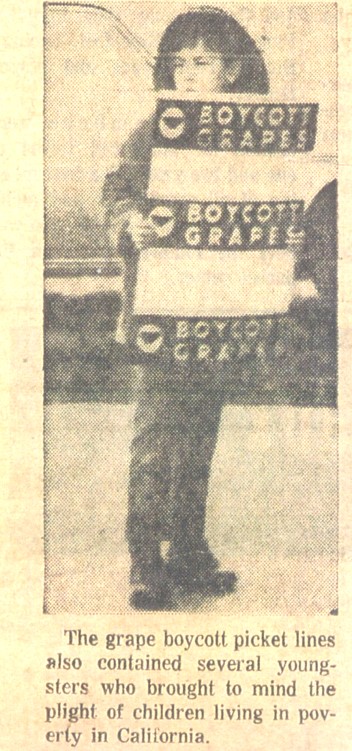 BOYCOTT
GRAPES
BOYCOTT
GRAPES
BOYCOTT
GRAPES
The grape boycott picket lines
also contained several young-
sters who brought to mind the
plight of children living in pov-
erty in California.